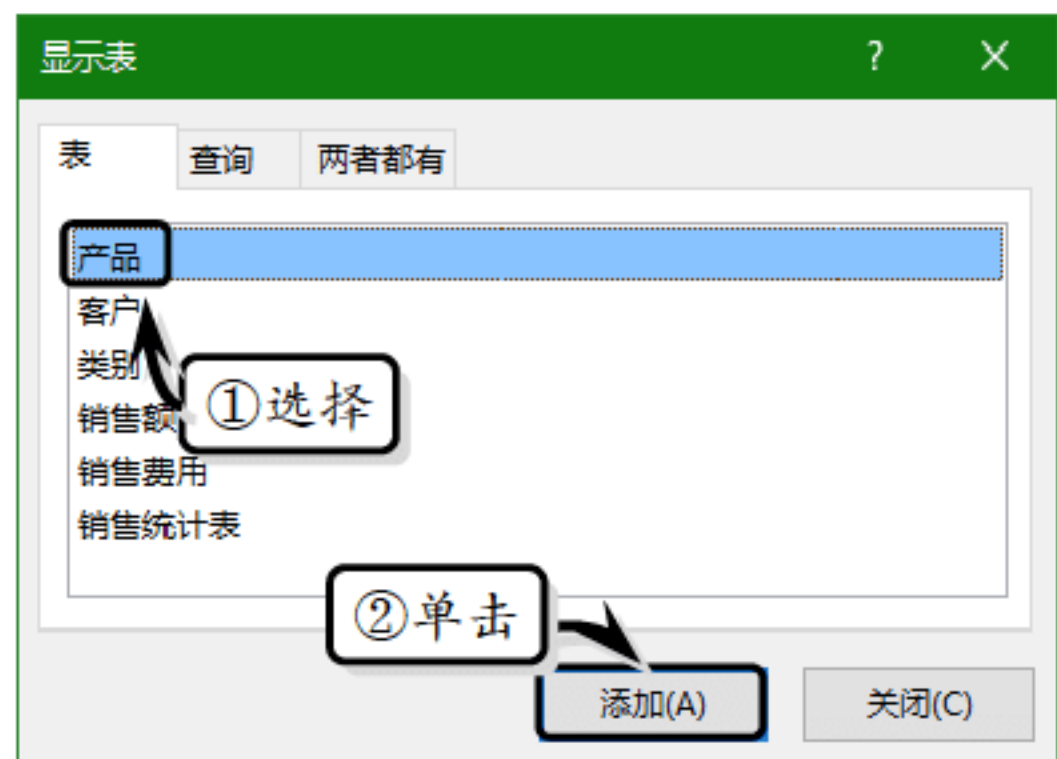 显示表 ?
表 查询 两者都有
产品
客户
类别
①选择
销售额
销售费用
销售统计表
②单击
添加(A) 关闭(C)